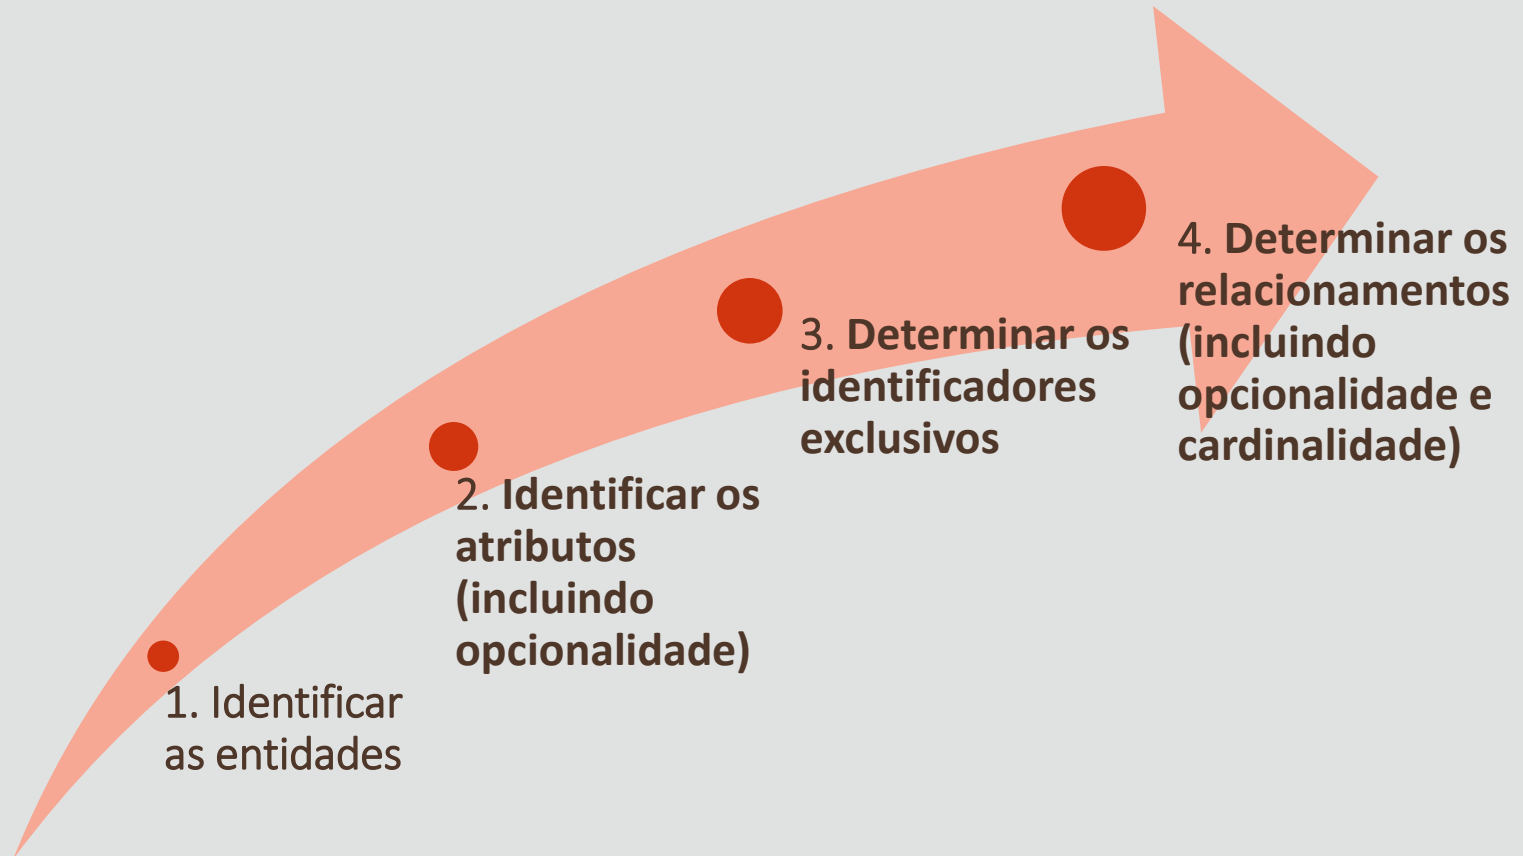 1. Identificar
as entidades
2. Identificar os
atributos
(incluindo
opcionalidade)
3. Determinar os
identificadores
exclusivos
4. Determinar os
relacionamentos
(incluindo
opcionalidade e
cardinalidade)